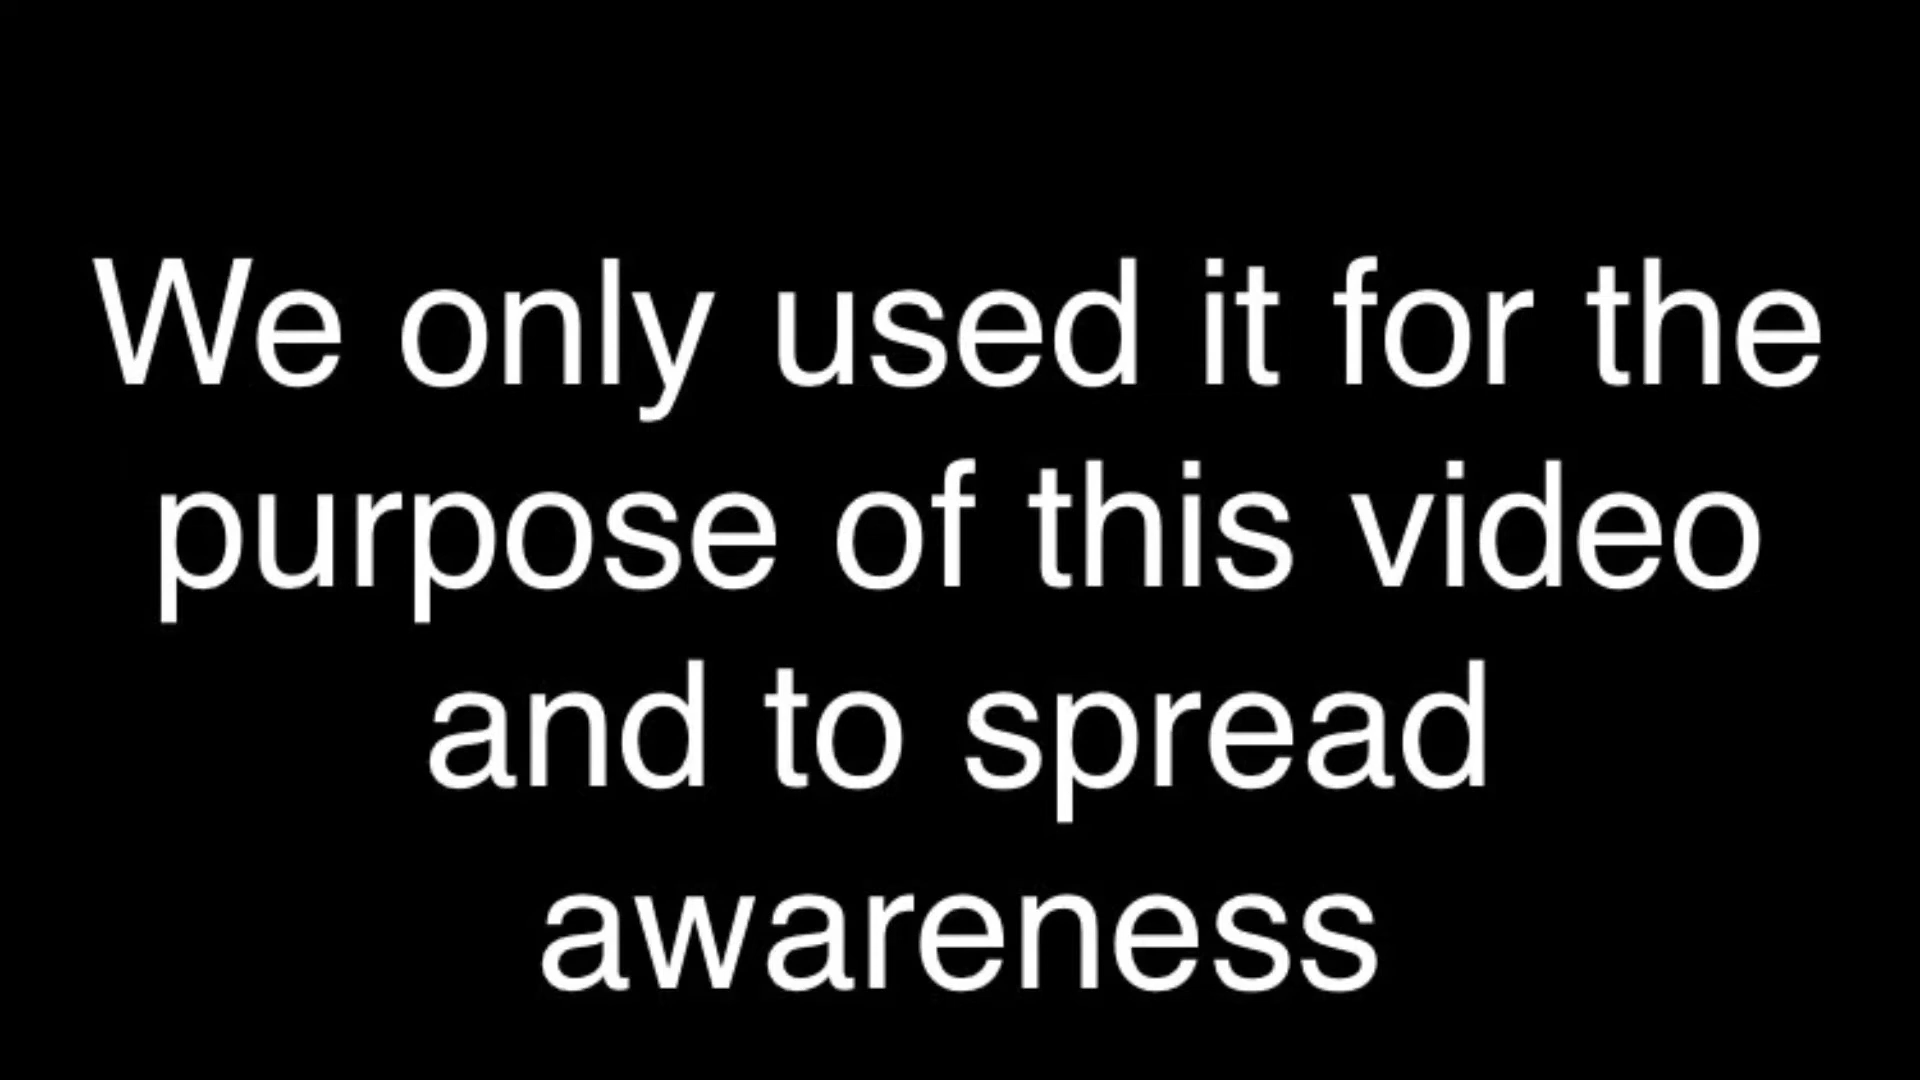 We only used it for the
purpose of this video
and to spread
awareness